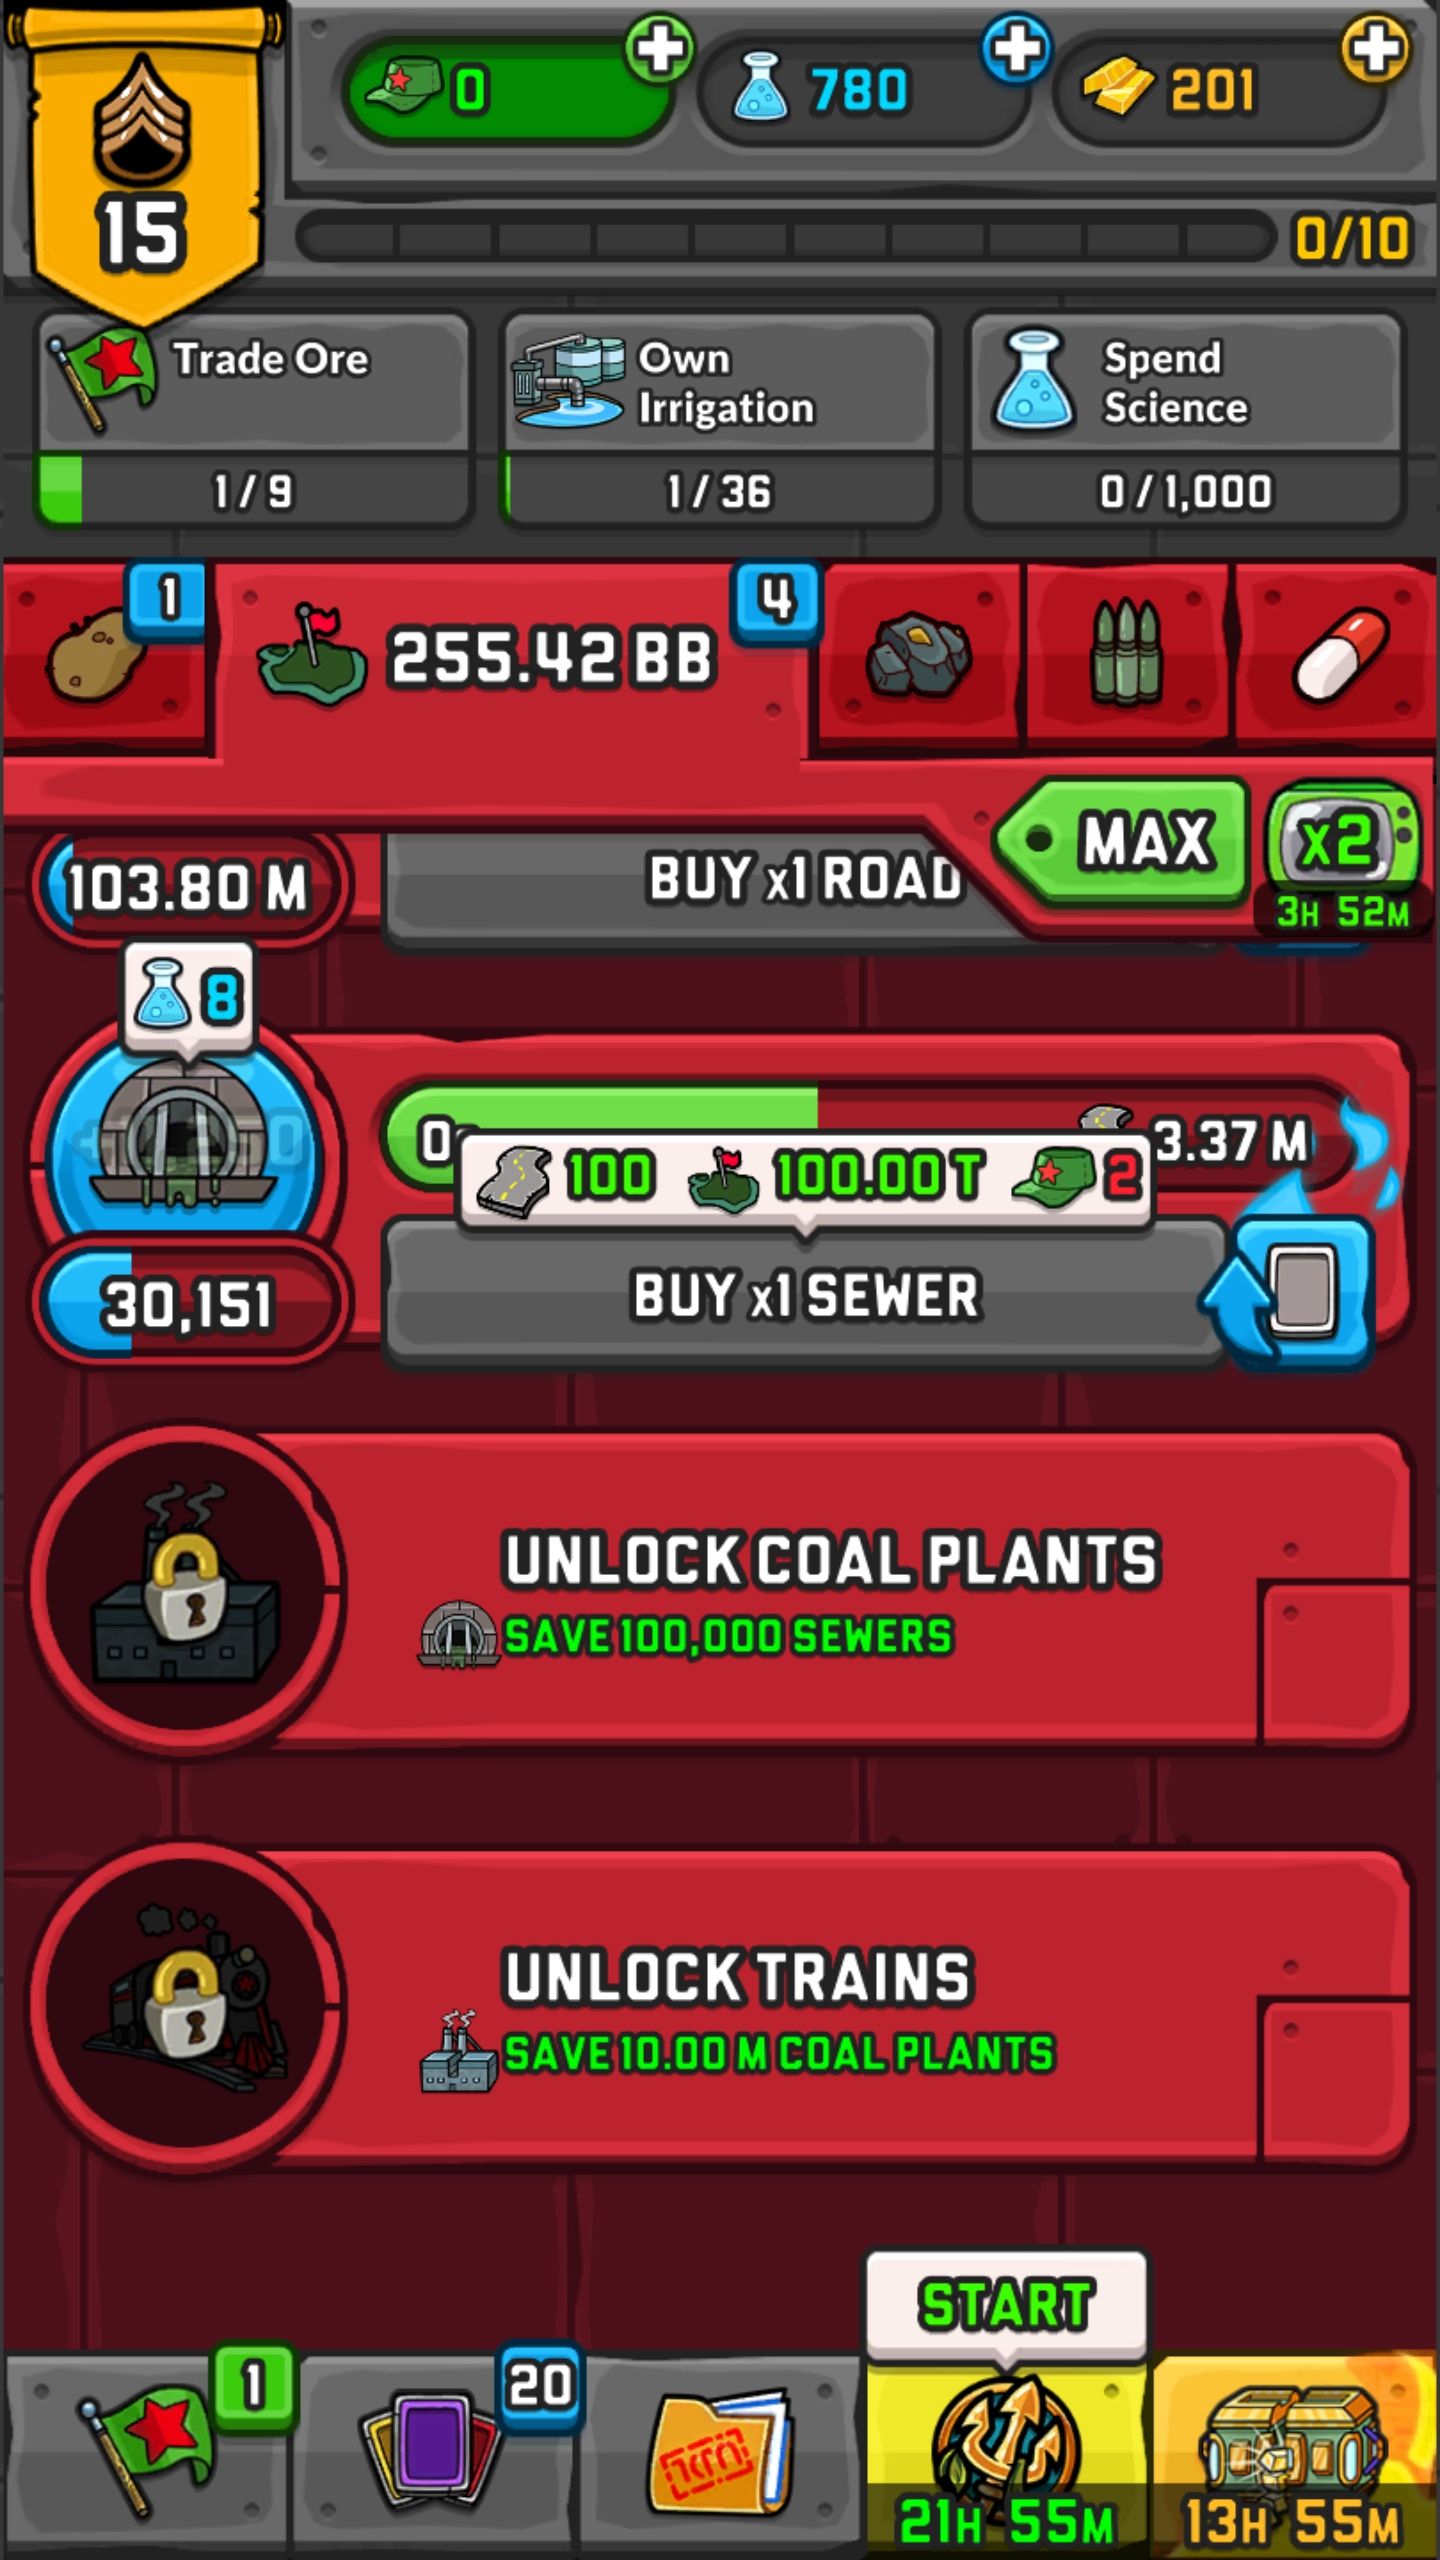 0
780
201
15
0/10
Trade Ore
1 / 9
Own
Irrigation
1 / 36
Spend
Science
0 / 1,000
1
255.42 BB
4
MAX
x2
3H 52M
103.80 M
BUY x1 ROAD
8
3.37 M
100
100.00 T
2
30,151
BUY x1 SEWER
UNLOCK COAL PLANTS
SAVE 100,000 SEWERS
UNLOCK TRAINS
SAVE 10.00 M COAL PLANTS
START
1
20
21H 55M
13H 55M